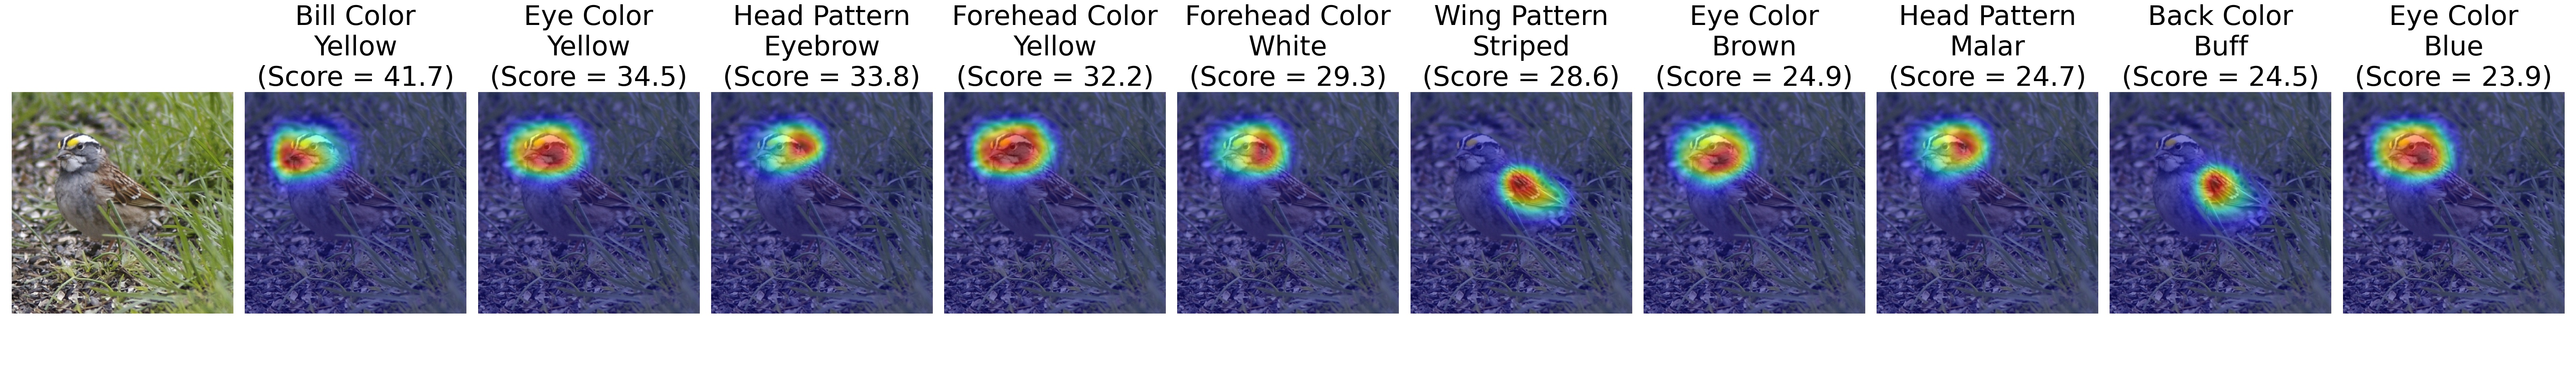 Bill Color
Yellow
(Score = 41.7)
Eye Color
Yellow
(Score = 34.5)
Head Pattern
Eyebrow
(Score = 33.8)
Forehead Color
Yellow
(Score = 32.2)
Forehead Color
White
(Score = 29.3)
Wing Pattern
Striped
(Score = 28.6)
Eye Color
Brown
(Score = 24.9)
Head Pattern
Malar
(Score = 24.7)
Back Color
Buff
(Score = 24.5)
Eye Color
Blue
(Score = 23.9)